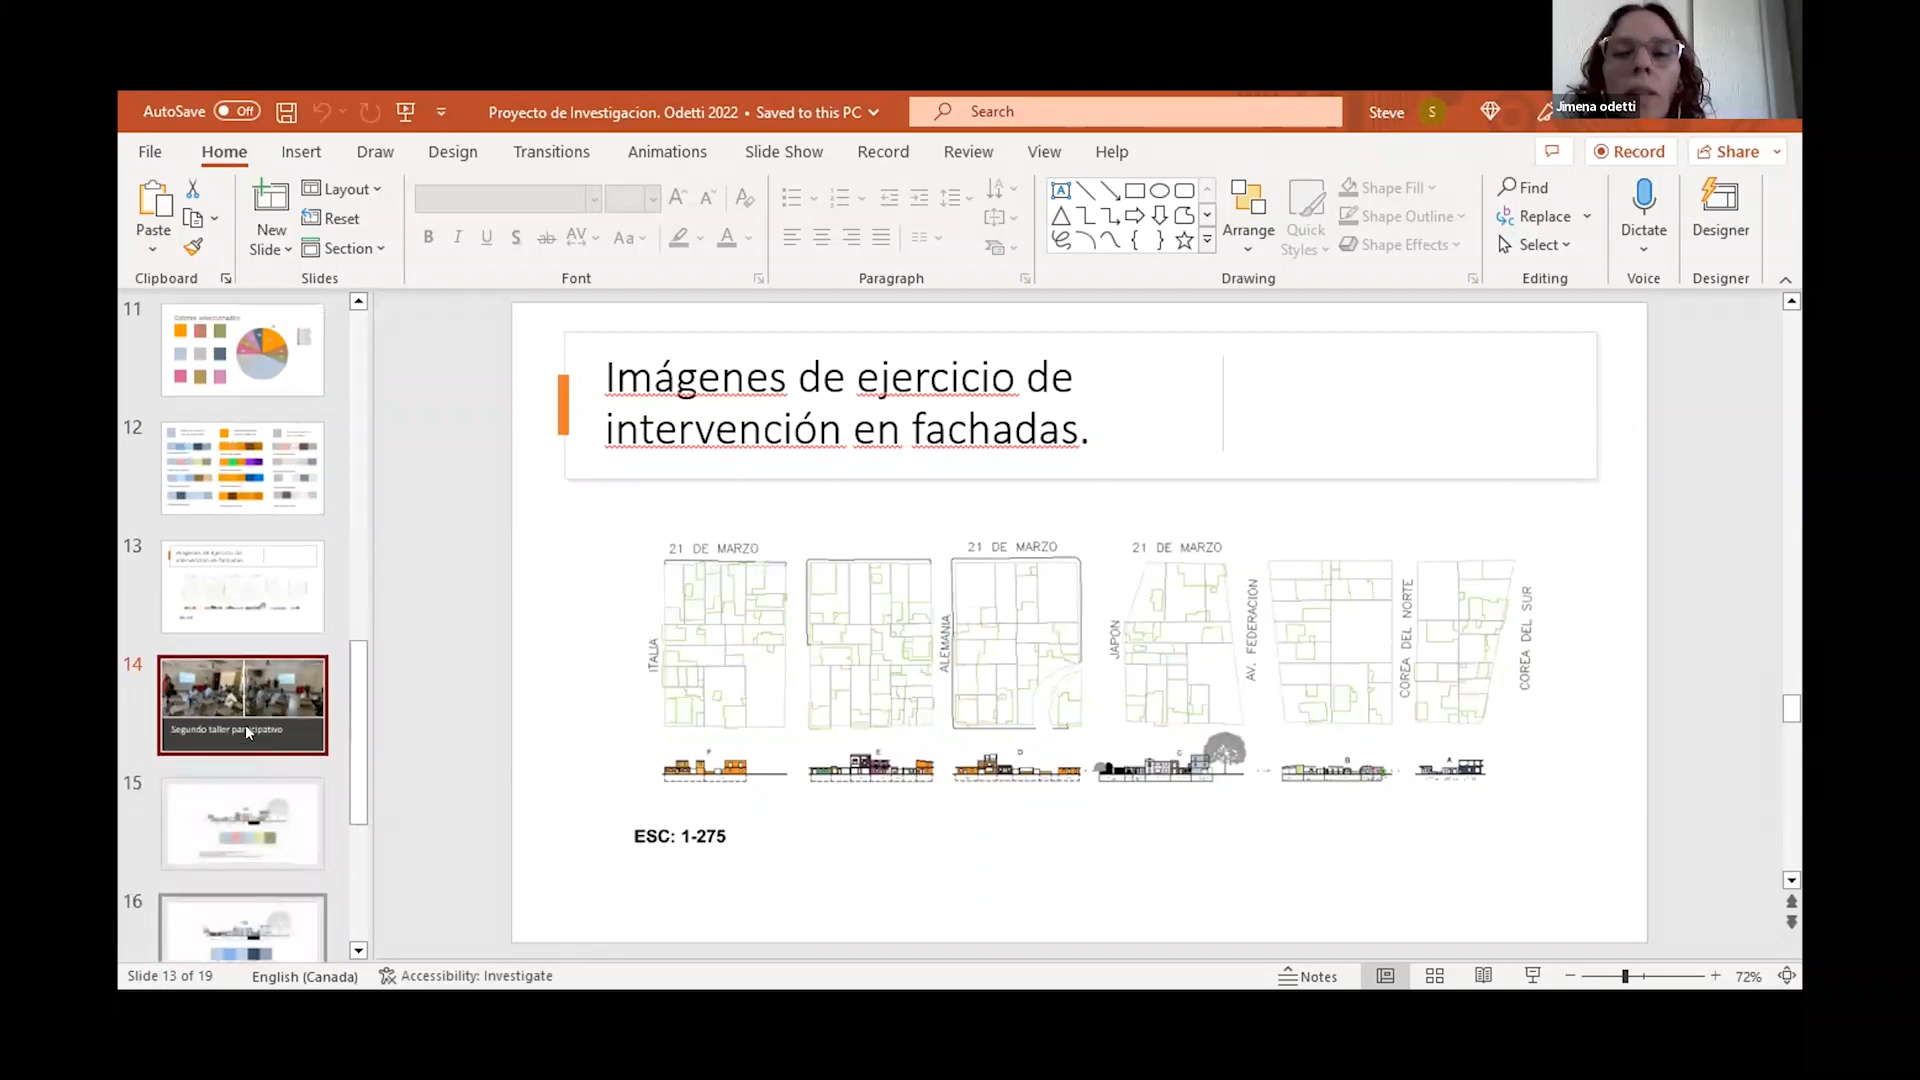 Jimena odetti
AutoSave Off
Proyecto de Investigacion. Odetti 2022 • Saved to this PC
Search
Steve S
File Home Insert Draw Design Transitions Animations Slide Show Record Review View Help
Record Share
Paste
New Slide
Layout
Reset
Section
Aa
Shape Fill
Shape Outline
Shape Effects
Arrange
Quick Styles
Find
Replace
Select
Dictate
Designer
Clipboard Slides Font Paragraph Drawing Editing Voice Designer
11
12
13
14
Segundo taller participativo
15
16
Imágenes de ejercicio de
intervención en fachadas.
21 DE MARZO
21 DE MARZO
21 DE MARZO
ITALIA
ALEMANIA
JAPON
AV. FEDERACION
COREA DEL NORTE
COREA DEL SUR
F E D C B A
ESC: 1-275
Slide 13 of 19 English (Canada) Accessibility: Investigate
Notes 72%